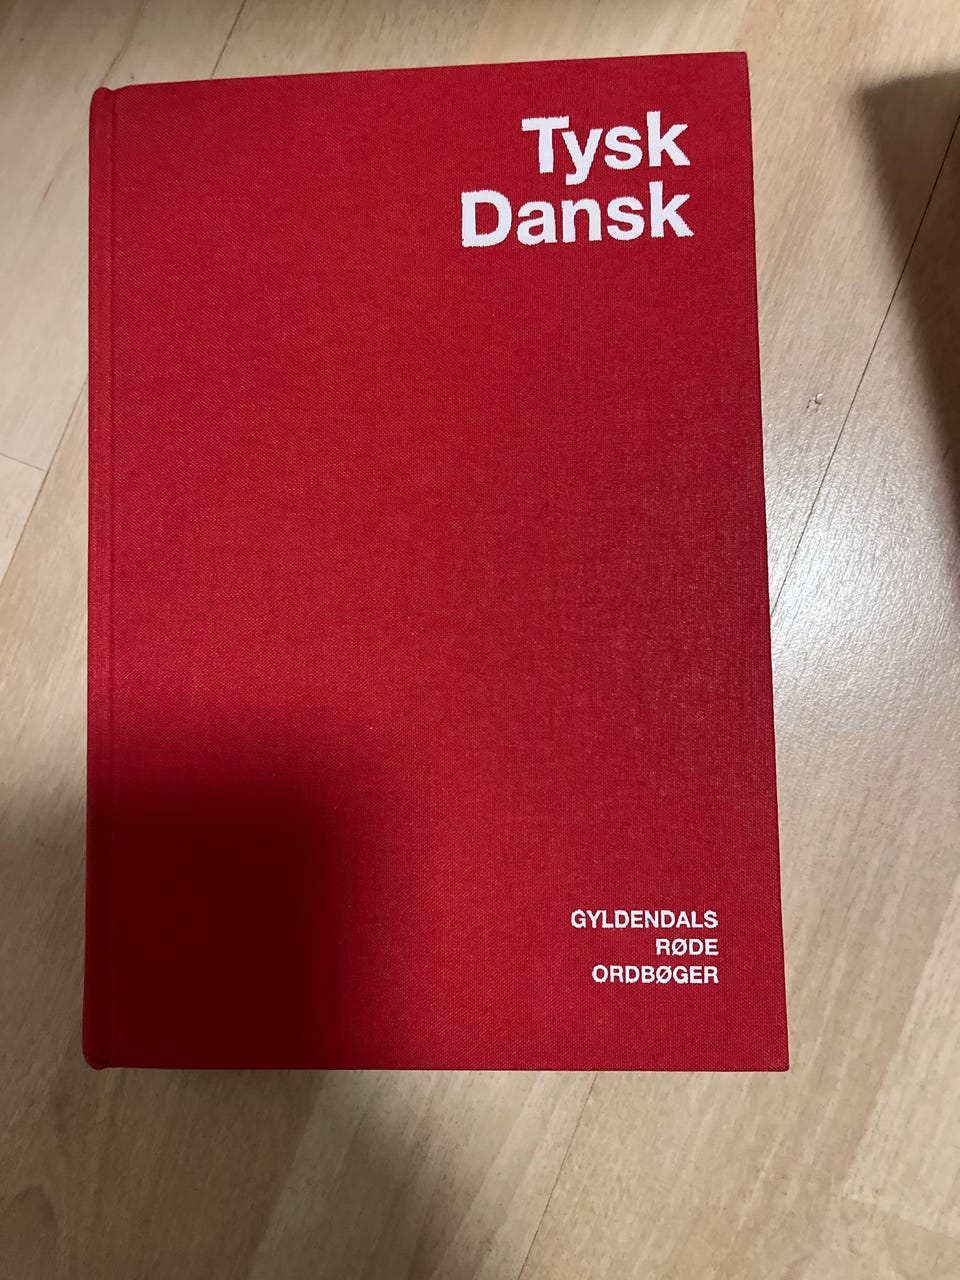 Tysk
Dansk
GYLDENDALS
RØDE
ORDBØGER